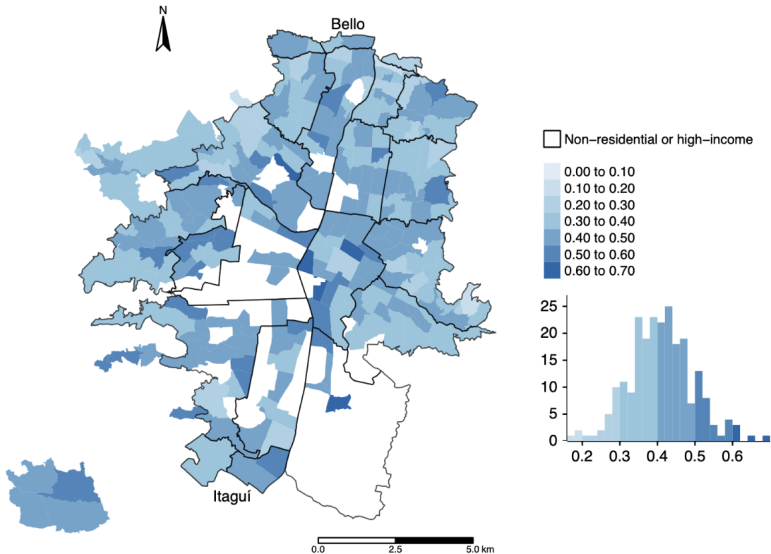 N
Bello
Non-residential or high-income
0.00 to 0.10
0.10 to 0.20
0.20 to 0.30
0.30 to 0.40
0.40 to 0.50
0.50 to 0.60
0.60 to 0.70
25
20
15
10
5
0
0.2 0.3 0.4 0.5 0.6
Itaguí
0.0 2.5 5.0 km